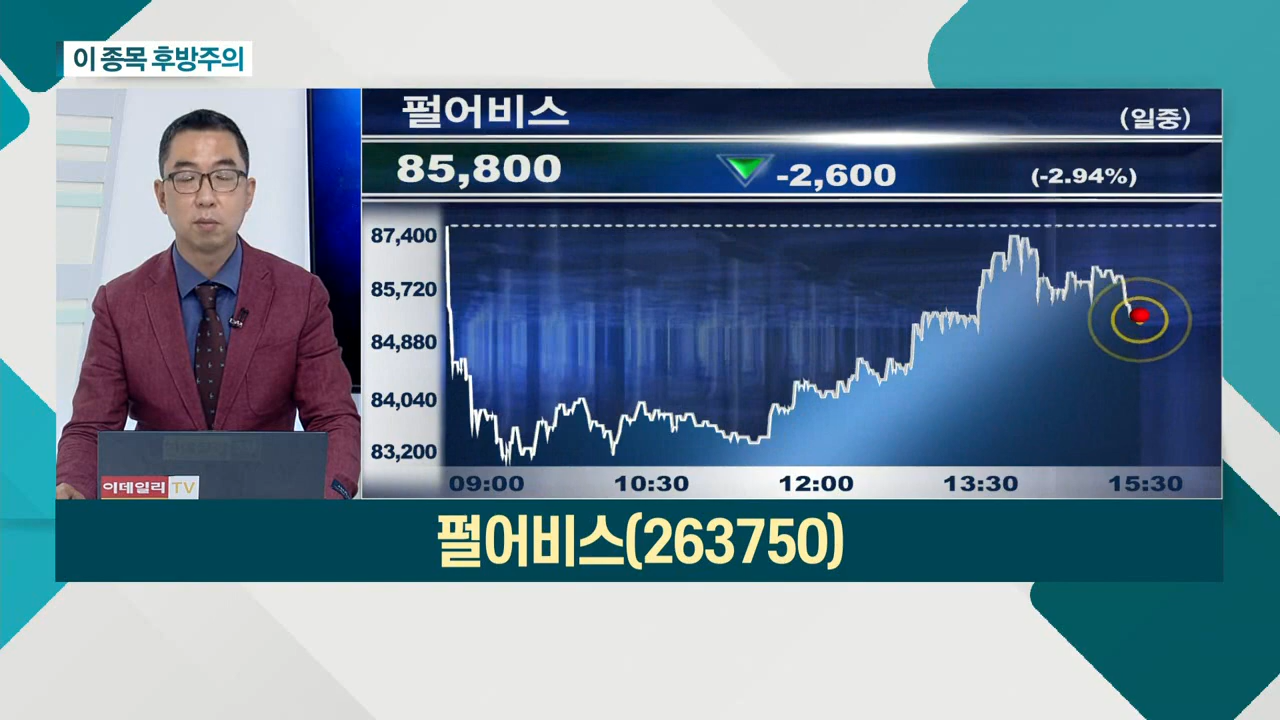 이 종목 후방주의
펄어비스
(일중)
85,800 -2,600 (-2.94%)
87,400
85,720
84,880
84,040
83,200
09:00 10:30 12:00 13:30 15:30
이데일리 TV
펄어비스(263750)